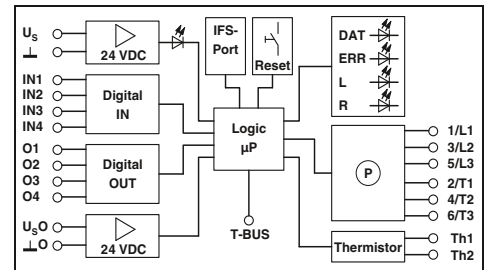 U_S
⊥
24 VDC
IFS-
Port
Reset
DAT
ERR
L
R
IN1
IN2
IN3
IN4
Digital
IN
Logic
µP
P
1/L1
3/L2
5/L3
2/T1
4/T2
6/T3
O1
O2
O3
O4
Digital
OUT
T-BUS
U_SO
⊥O
24 VDC
Thermistor
Th1
Th2